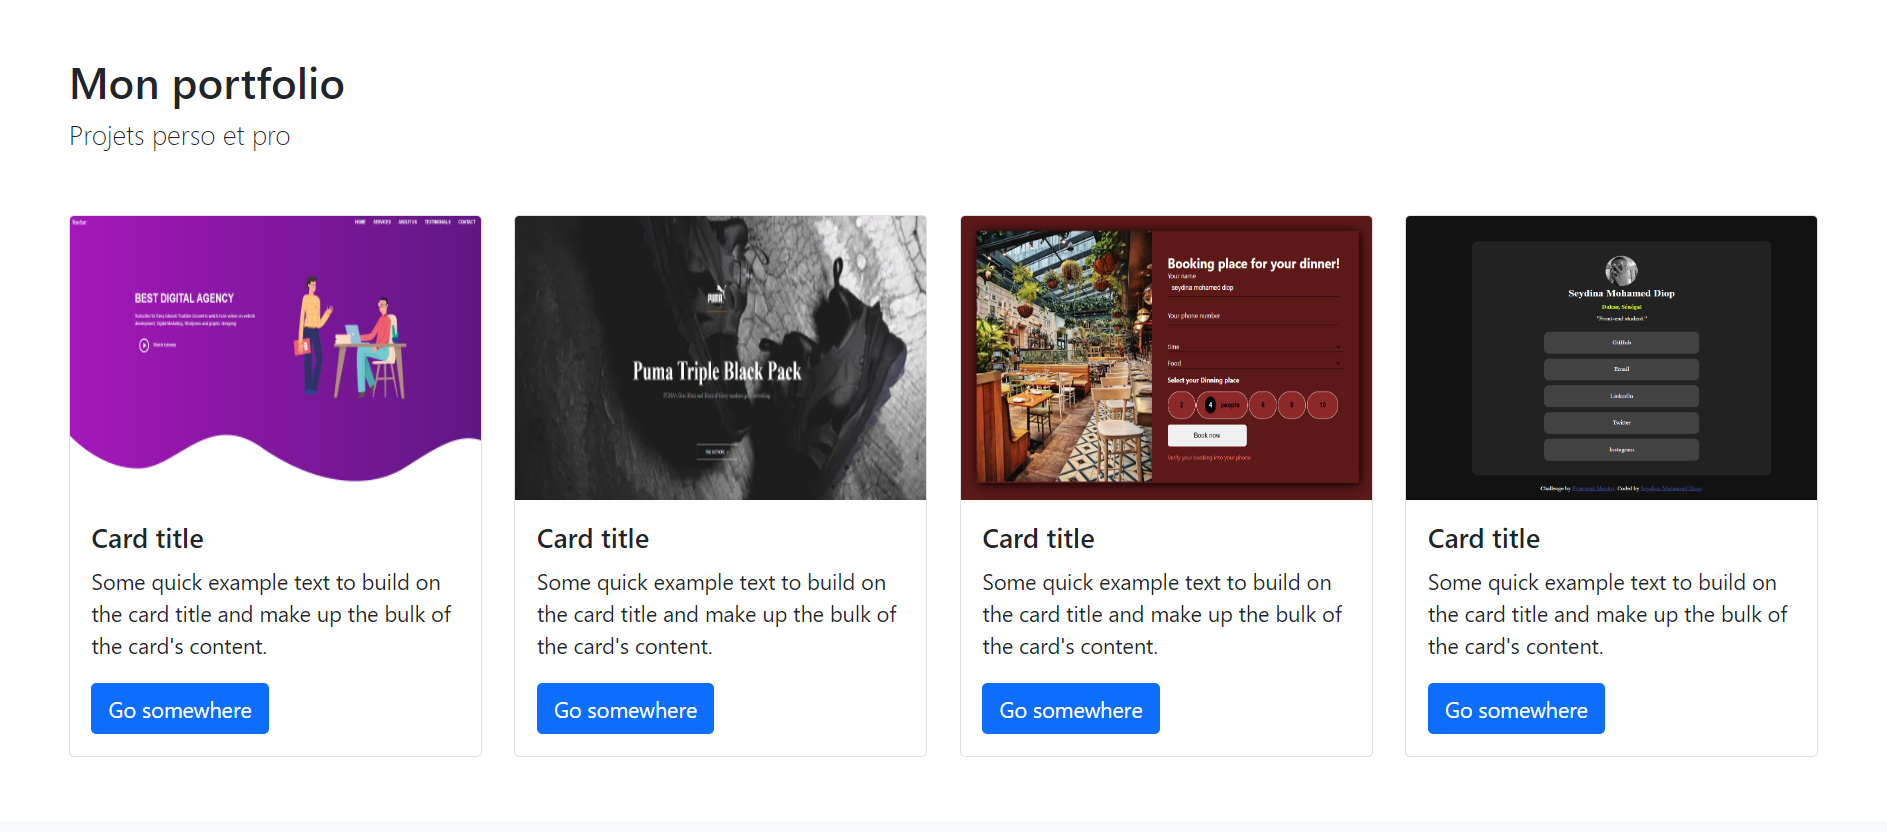 Mon portfolio
Projets perso et pro
HOME SERVICES ABOUT US TESTIMONIALS CONTACT
BEST DIGITAL AGENCY
Watch tutorials
PUMA
Puma Triple Black Pack
Booking place for your dinner!
Your name
seydina mohamed diop
Your phone number
time
Food
Select your Dinning place
2 4 people 6 8 10
Book now
Verify your booking into your phone
Seydina Mohamed Diop
Dakar, Sénégal
"Front-end student."
GitHub
Email
LinkedIn
Twitter
Instagram
Challenge by Frontend Mentor. Coded by Seydina Mohamed Diop.
Card title
Some quick example text to build on
the card title and make up the bulk of
the card's content.
Go somewhere
Card title
Some quick example text to build on
the card title and make up the bulk of
the card's content.
Go somewhere
Card title
Some quick example text to build on
the card title and make up the bulk of
the card's content.
Go somewhere
Card title
Some quick example text to build on
the card title and make up the bulk of
the card's content.
Go somewhere